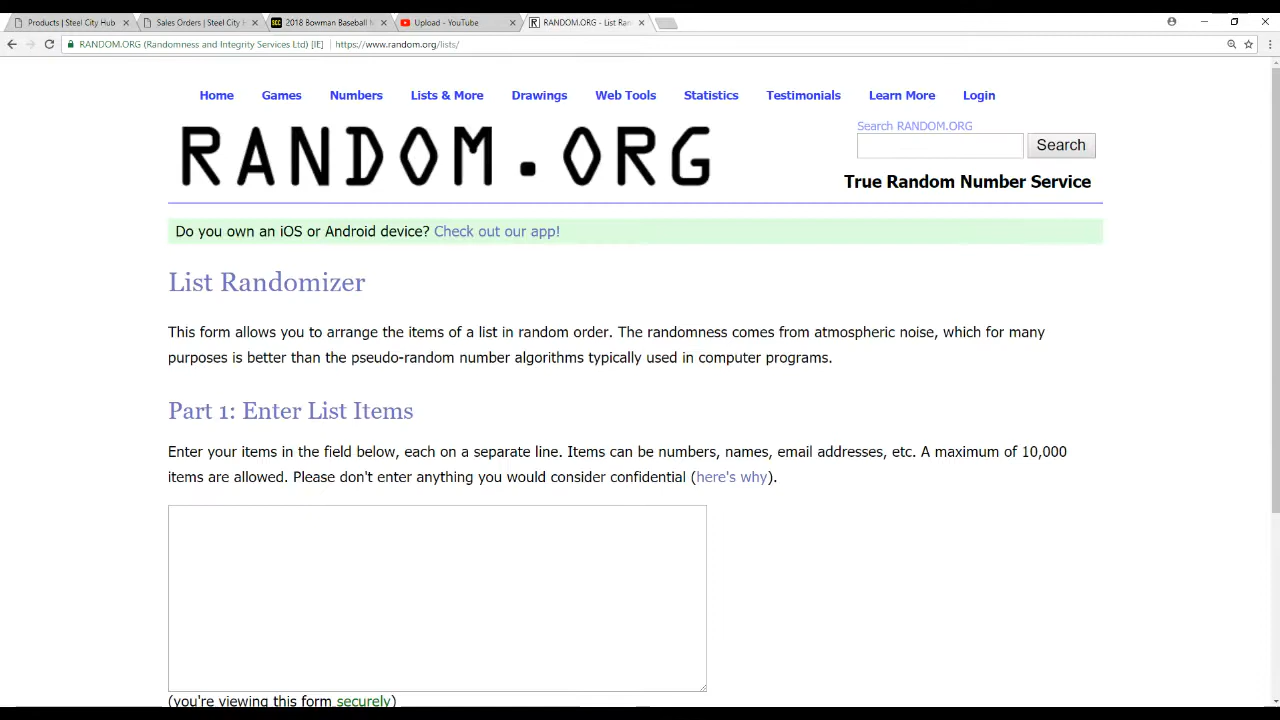 Products | Steel City Hub
Sales Orders | Steel City H
SCC 2018 Bowman Baseball
Upload - YouTube
RANDOM.ORG - List Ran
RANDOM.ORG (Randomness and Integrity Services Ltd) [IE] https://www.random.org/lists/
Home Games Numbers Lists & More Drawings Web Tools Statistics Testimonials Learn More Login
RANDOM.ORG
Search RANDOM.ORG
Search
True Random Number Service
Do you own an iOS or Android device? Check out our app!
List Randomizer
This form allows you to arrange the items of a list in random order. The randomness comes from atmospheric noise, which for many
purposes is better than the pseudo-random number algorithms typically used in computer programs.
Part 1: Enter List Items
Enter your items in the field below, each on a separate line. Items can be numbers, names, email addresses, etc. A maximum of 10,000
items are allowed. Please don't enter anything you would consider confidential (here's why).
(you're viewing this form securely)